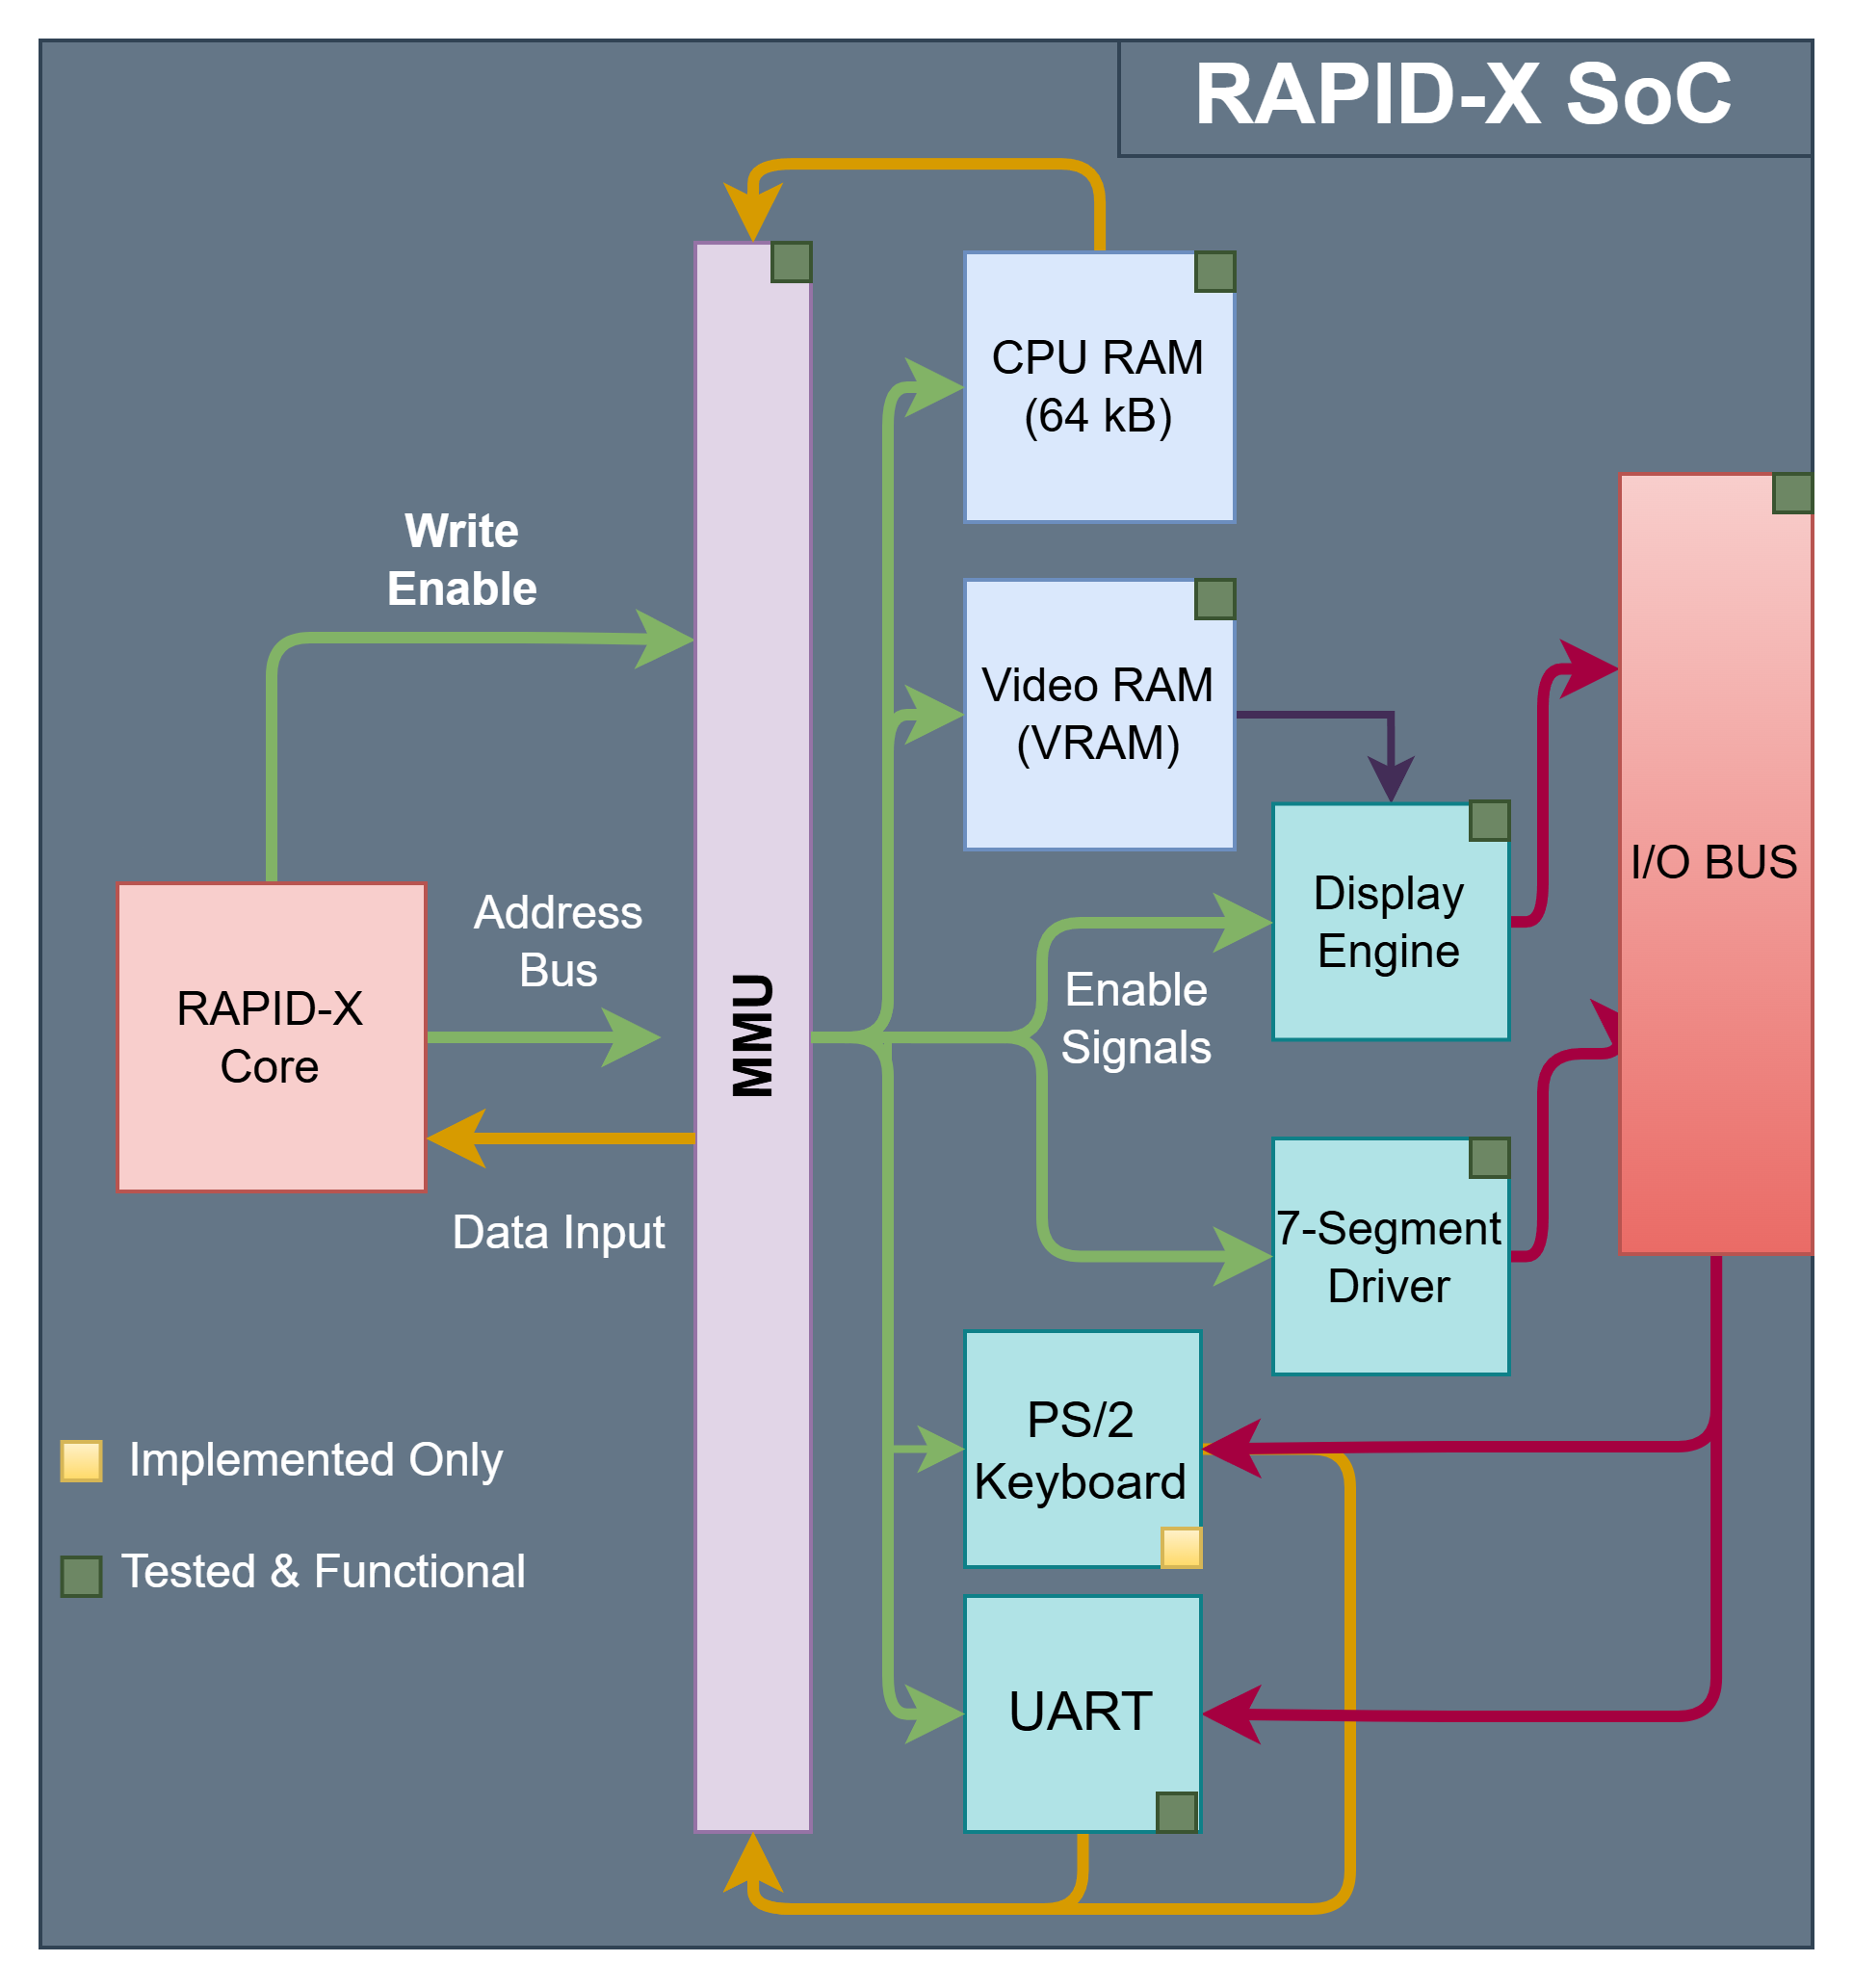 RAPID-X SoC
CPU RAM
(64 kB)
Write
Enable
Video RAM
(VRAM)
I/O BUS
Display
Engine
Address
Bus
RAPID-X
Core
MMU
Enable
Signals
Data Input
7-Segment
Driver
PS/2
Keyboard
Implemented Only
Tested & Functional
UART